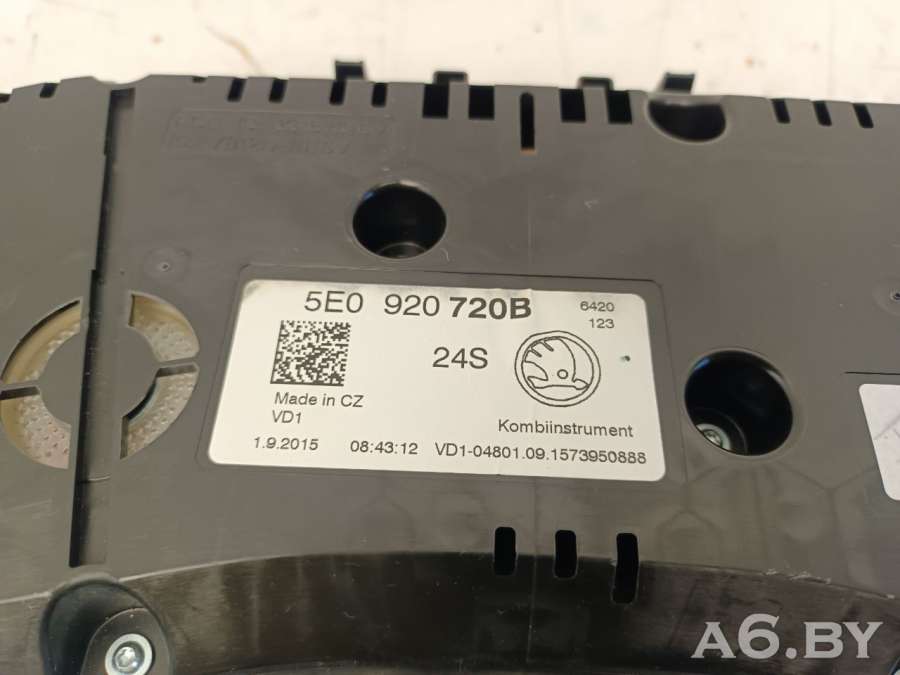 5E0 920 720B
6420
123
24S
Made in CZ
VD1
Kombiinstrument
1.9.2015 08:43:12 VD1-04801.09.1573950888
A6.BY